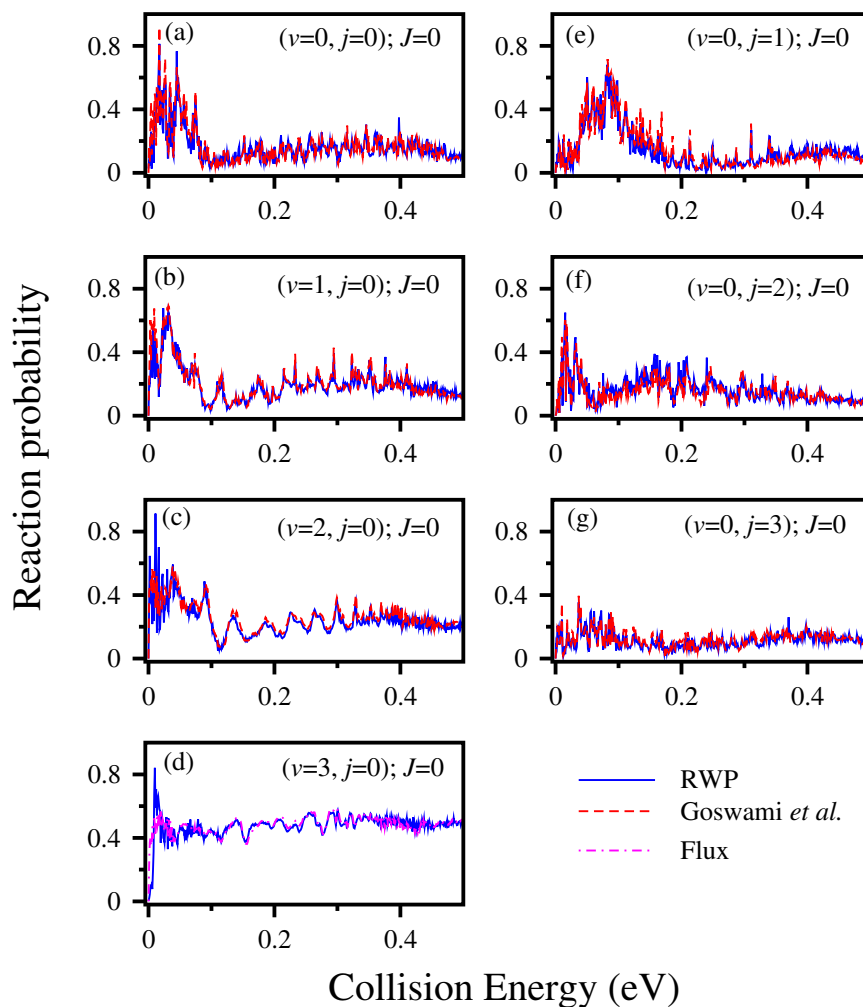 Reaction probability
(a) (v=0, j=0); J=0
0.8
0.4
0
0 0.2 0.4
(e) (v=0, j=1); J=0
0.8
0.4
0
0 0.2 0.4
(b) (v=1, j=0); J=0
0.8
0.4
0
0 0.2 0.4
(f) (v=0, j=2); J=0
0.8
0.4
0
0 0.2 0.4
(c) (v=2, j=0); J=0
0.8
0.4
0
0 0.2 0.4
(g) (v=0, j=3); J=0
0.8
0.4
0
0 0.2 0.4
(d) (v=3, j=0); J=0
0.8
0.4
0
0 0.2 0.4
RWP
Goswami et al.
Flux
Collision Energy (eV)